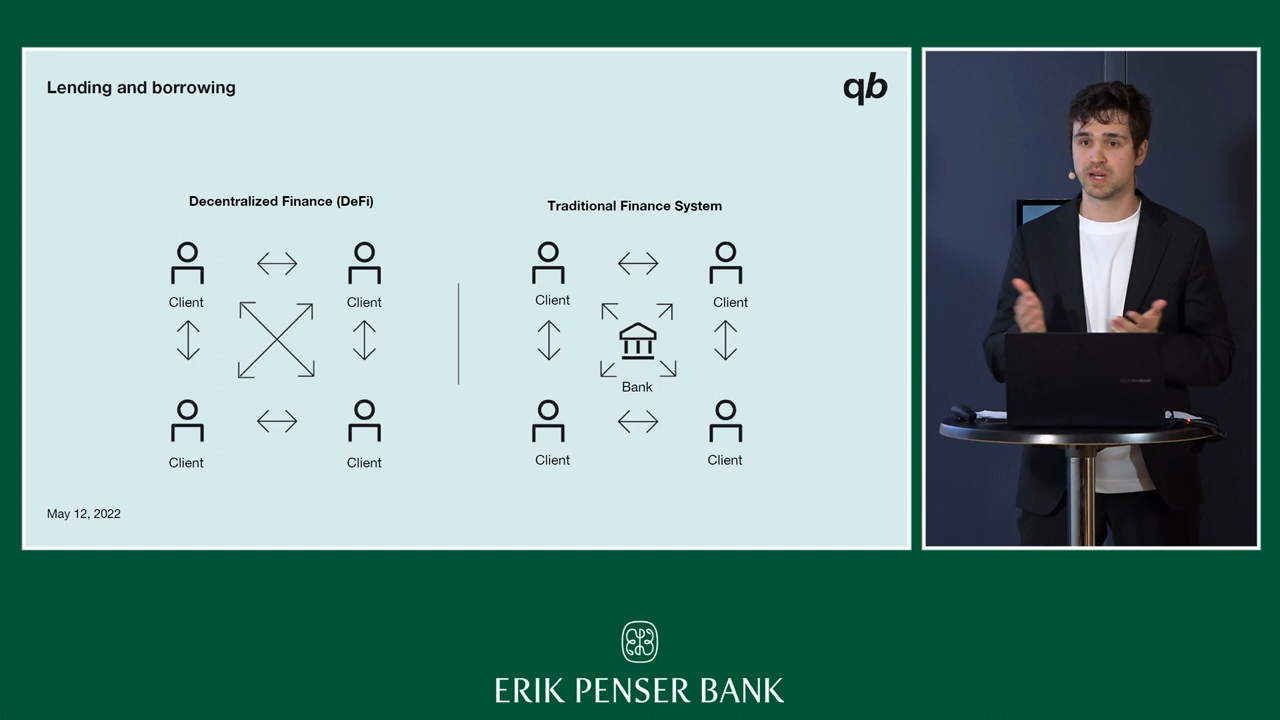 Lending and borrowing
qb
Decentralized Finance (DeFi)
Traditional Finance System
Client
Client
Client
Client
Bank
Client
Client
Client
Client
May 12, 2022
ERIK PENSER BANK